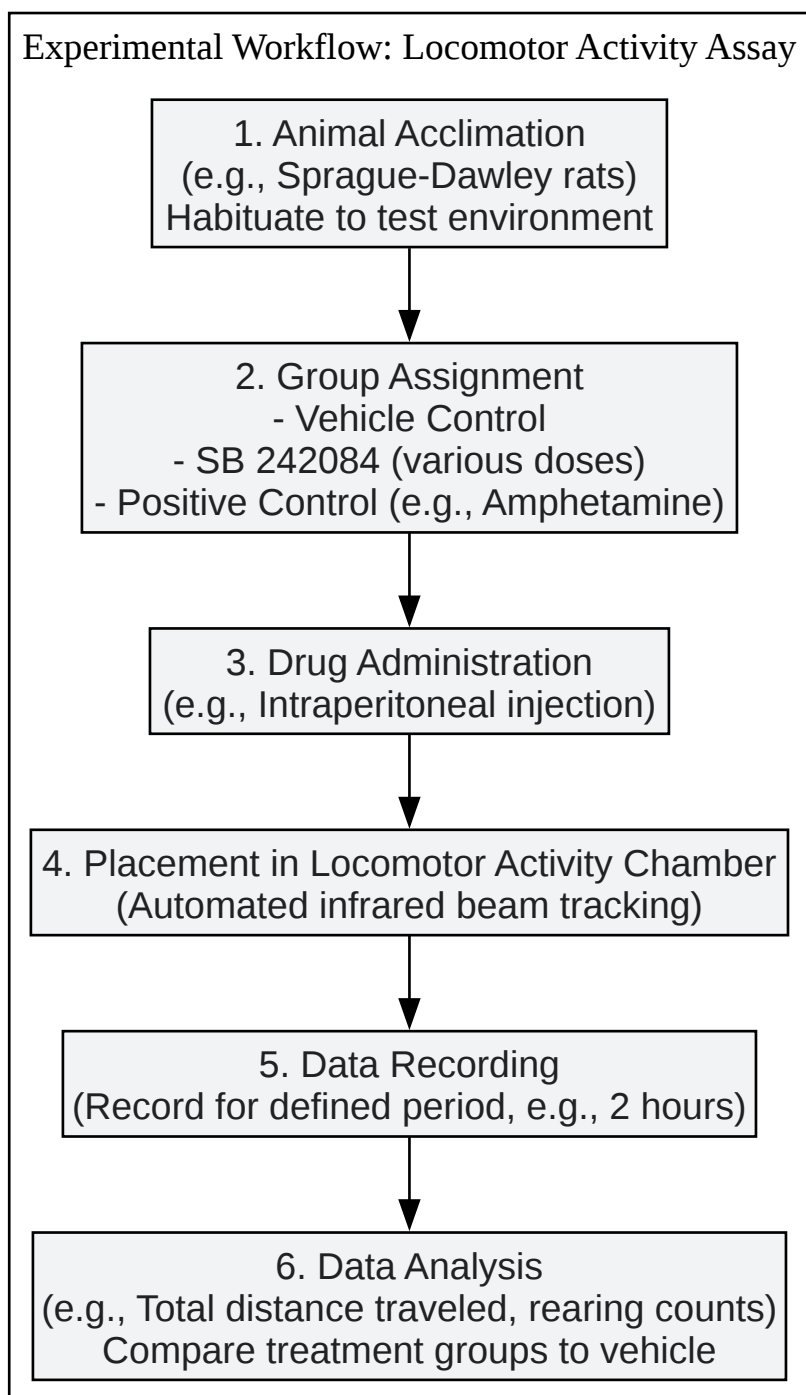 Experimental Workflow: Locomotor Activity Assay
1. Animal Acclimation
(e.g., Sprague-Dawley rats)
Habituate to test environment
2. Group Assignment
- Vehicle Control
- SB 242084 (various doses)
- Positive Control (e.g., Amphetamine)
3. Drug Administration
(e.g., Intraperitoneal injection)
4. Placement in Locomotor Activity Chamber
(Automated infrared beam tracking)
5. Data Recording
(Record for defined period, e.g., 2 hours)
6. Data Analysis
(e.g., Total distance traveled, rearing counts)
Compare treatment groups to vehicle